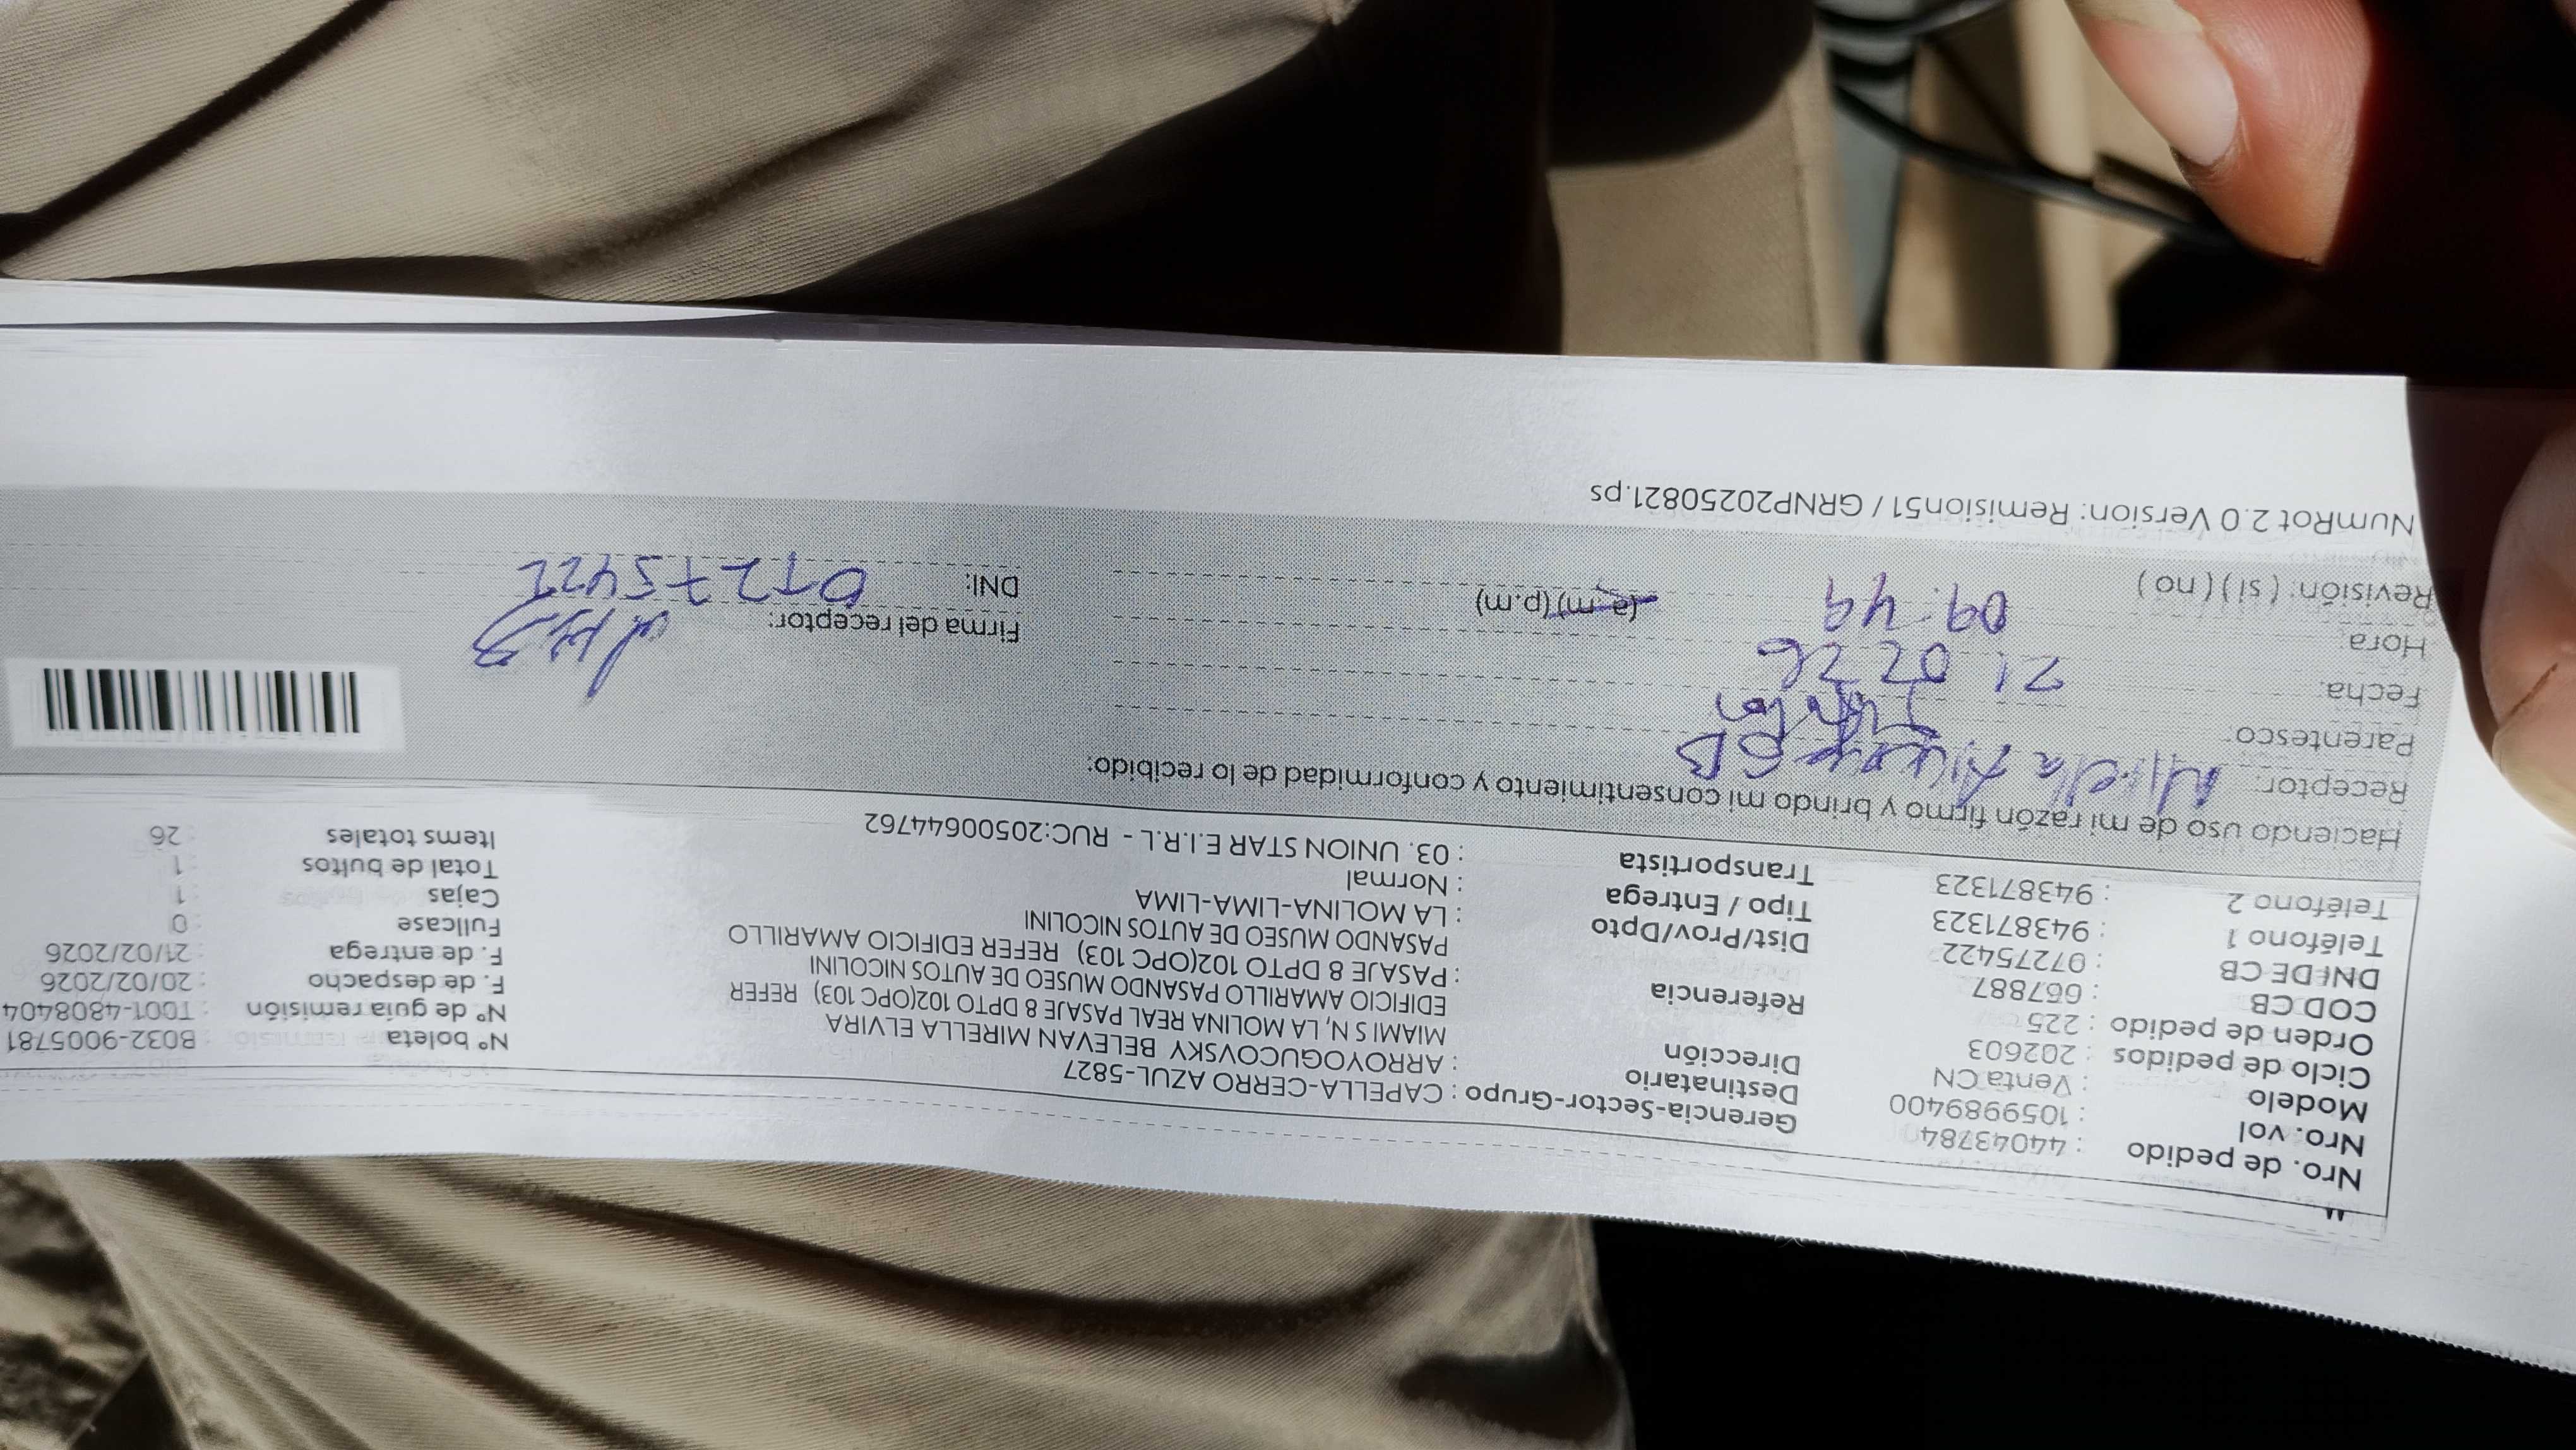 Nro. de pedido : 44043784
Nro. vol : 1059989400
Modelo : Venta CN
Ciclo de pedidos : 202603
Orden de pedido : 225
COD CB : 667887
DNI DE CB : 97275422
Teléfono 1 : 943871323
Teléfono 2 : 943871323
Gerencia-Sector-Grupo : CAPELLA-CERRO AZUL-5827
Destinatario : ARROYOGUCOVSKY BELEVAN MIRELLA ELVIRA
Dirección MIAMI S N, LA MOLINA REAL PASAJE 8 DPTO 102(OPC 103) REFER
EDIFICIO AMARILLO PASANDO MUSEO DE AUTOS NICOLINI
Referencia : PASAJE 8 DPTO 102(OPC 103) REFER EDIFICIO AMARILLO
PASANDO MUSEO DE AUTOS NICOLINI
Dist/Prov/Dpto : LA MOLINA-LIMA-LIMA
Tipo / Entrega : Normal
Transportista : 03. UNION STAR E.I.R.L - RUC:20500644762
Nº boleta : B032-9005781
Nº de guia remisión : T001-4808404
F. de despacho : 20/02/2026
F. de entrega : 21/02/2026
Fullcase : 0
Cajas : 1
Total de bultos : 1
Items totales : 26
Haciendo uso de mi razón firmo y brindo mi consentimiento y conformidad de lo recibido:
Receptor: Mirella
Parentesco:
Fecha: 21 02 26
Hora: 09:49 (a.m)(p.m)
Revisión: ( si ) ( no )
Firma del receptor:
DNI: 07275422
NumRot 2.0 Version: Remision51 / GRNP20250821.ps